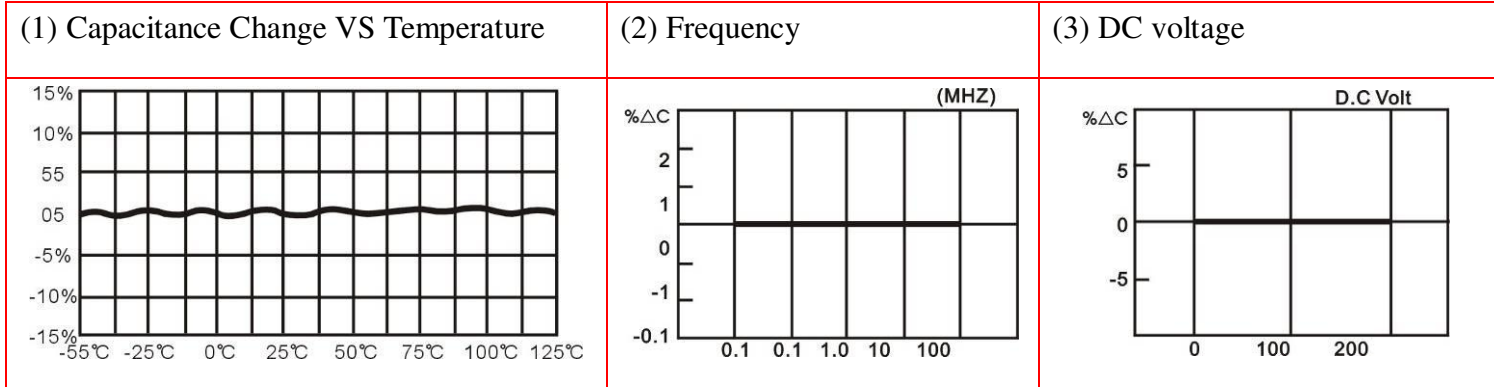 (1) Capacitance Change VS Temperature
(2) Frequency
(3) DC voltage
15%
10%
55
05
-5%
-10%
-15%
-55℃ -25℃ 0℃ 25℃ 50℃ 75℃ 100℃ 125℃
(MHZ)
%△C
2
1
0
-1
-0.1
0.1 0.1 1.0 10 100
D.C Volt
%△C
5
0
-5
0 100 200